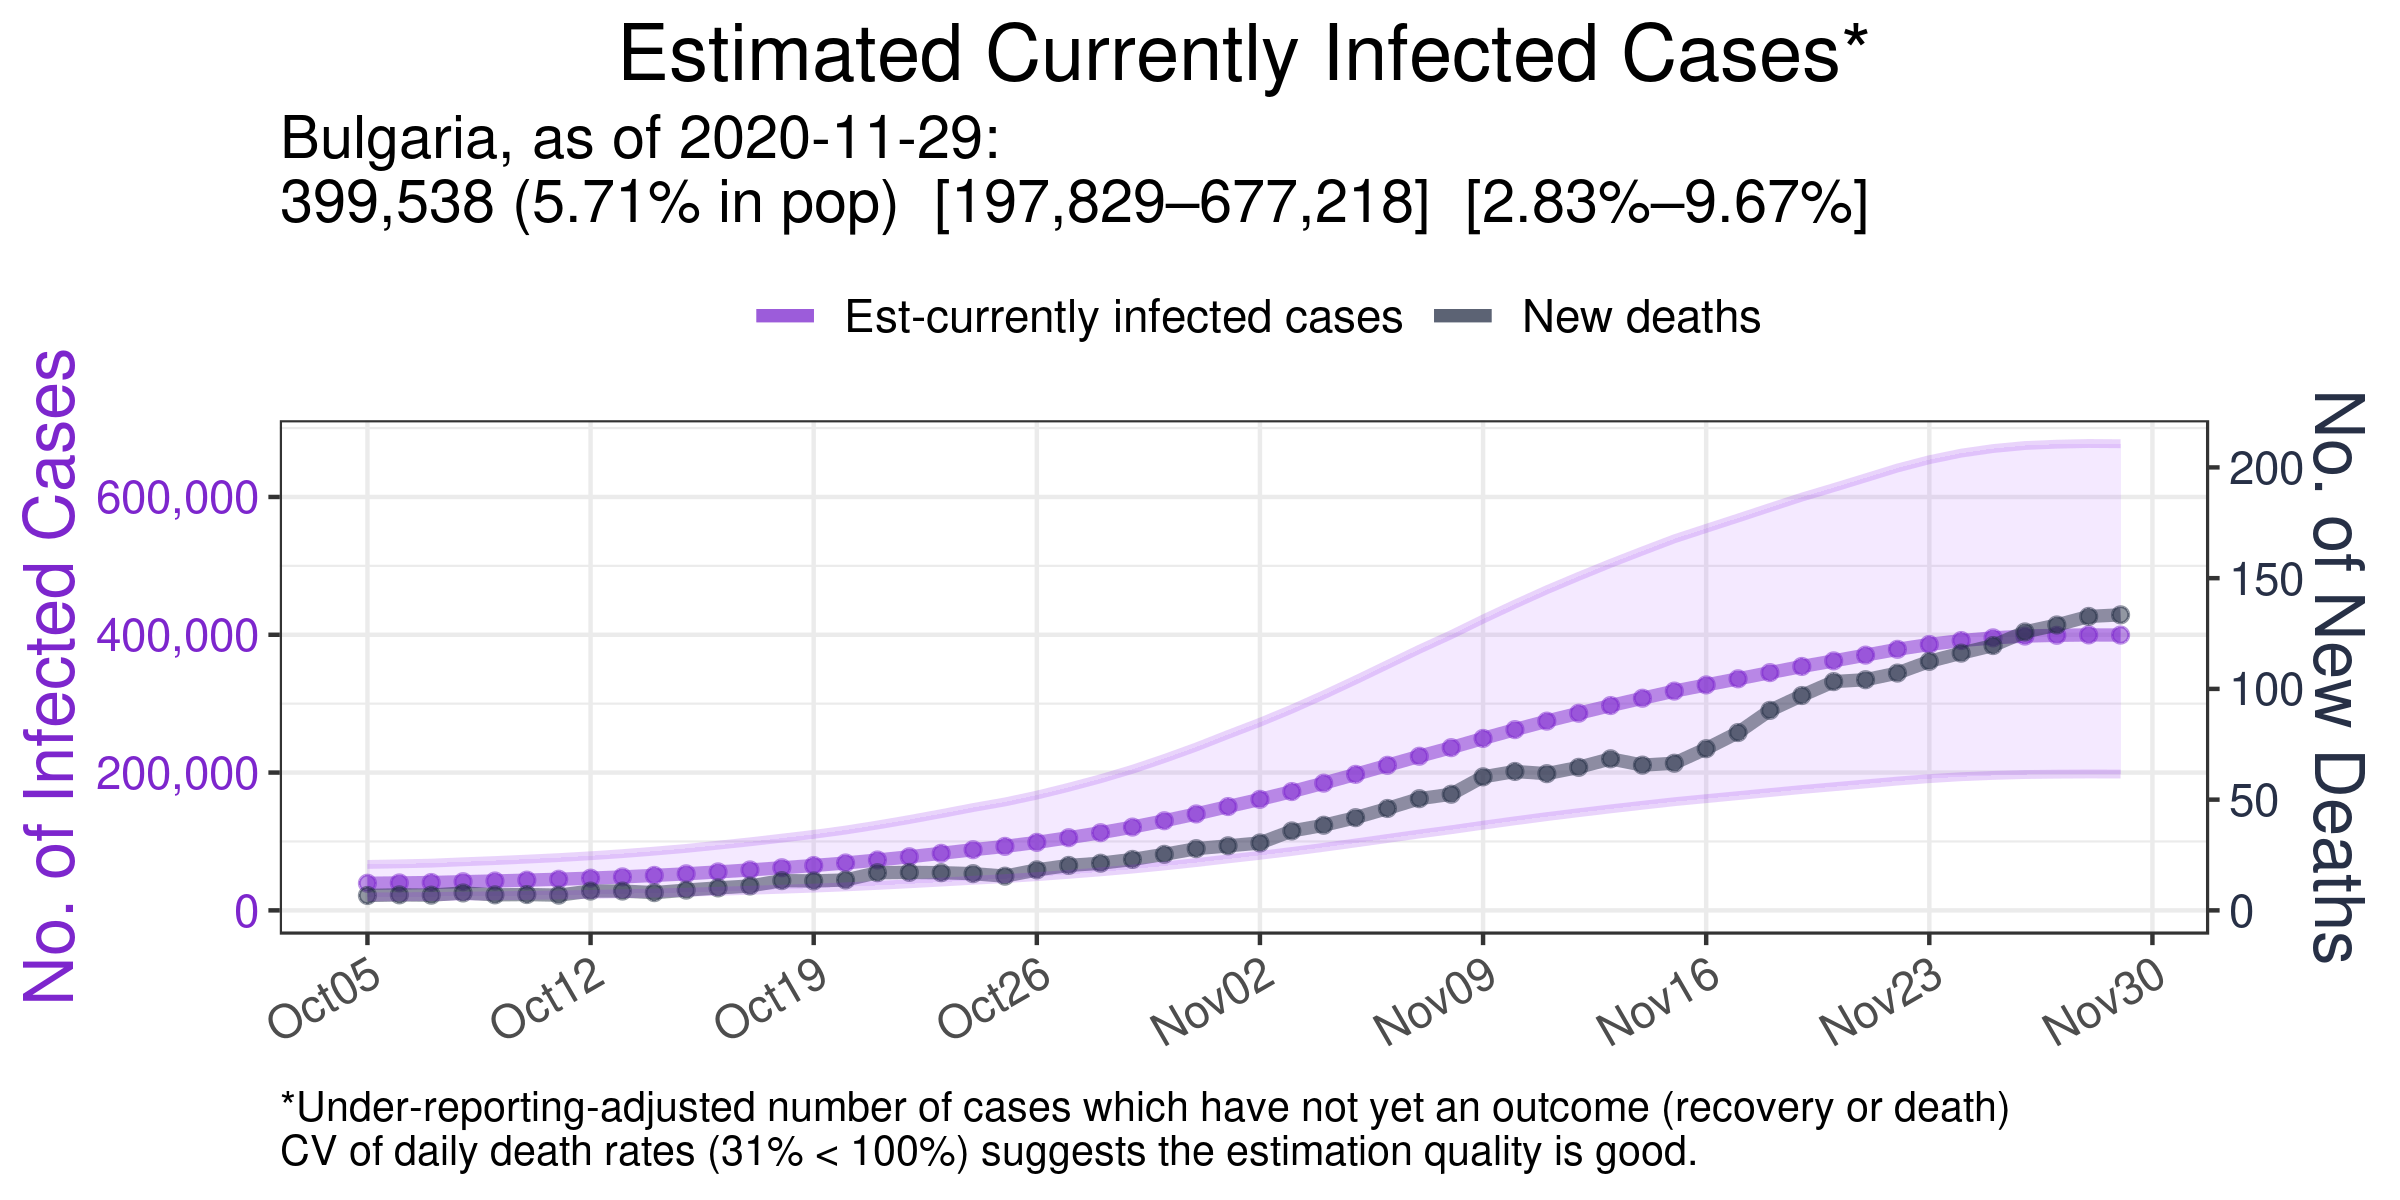 Estimated Currently Infected Cases*
Bulgaria, as of 2020-11-29:
399,538 (5.71% in pop) [197,829–677,218] [2.83%–9.67%]
Est-currently infected cases New deaths
No. of Infected Cases
600,000
400,000
200,000
0
200
150
100
50
0
No. of New Deaths
Oct05 Oct12 Oct19 Oct26 Nov02 Nov09 Nov16 Nov23 Nov30
*Under-reporting-adjusted number of cases which have not yet an outcome (recovery or death)
CV of daily death rates (31% < 100%) suggests the estimation quality is good.